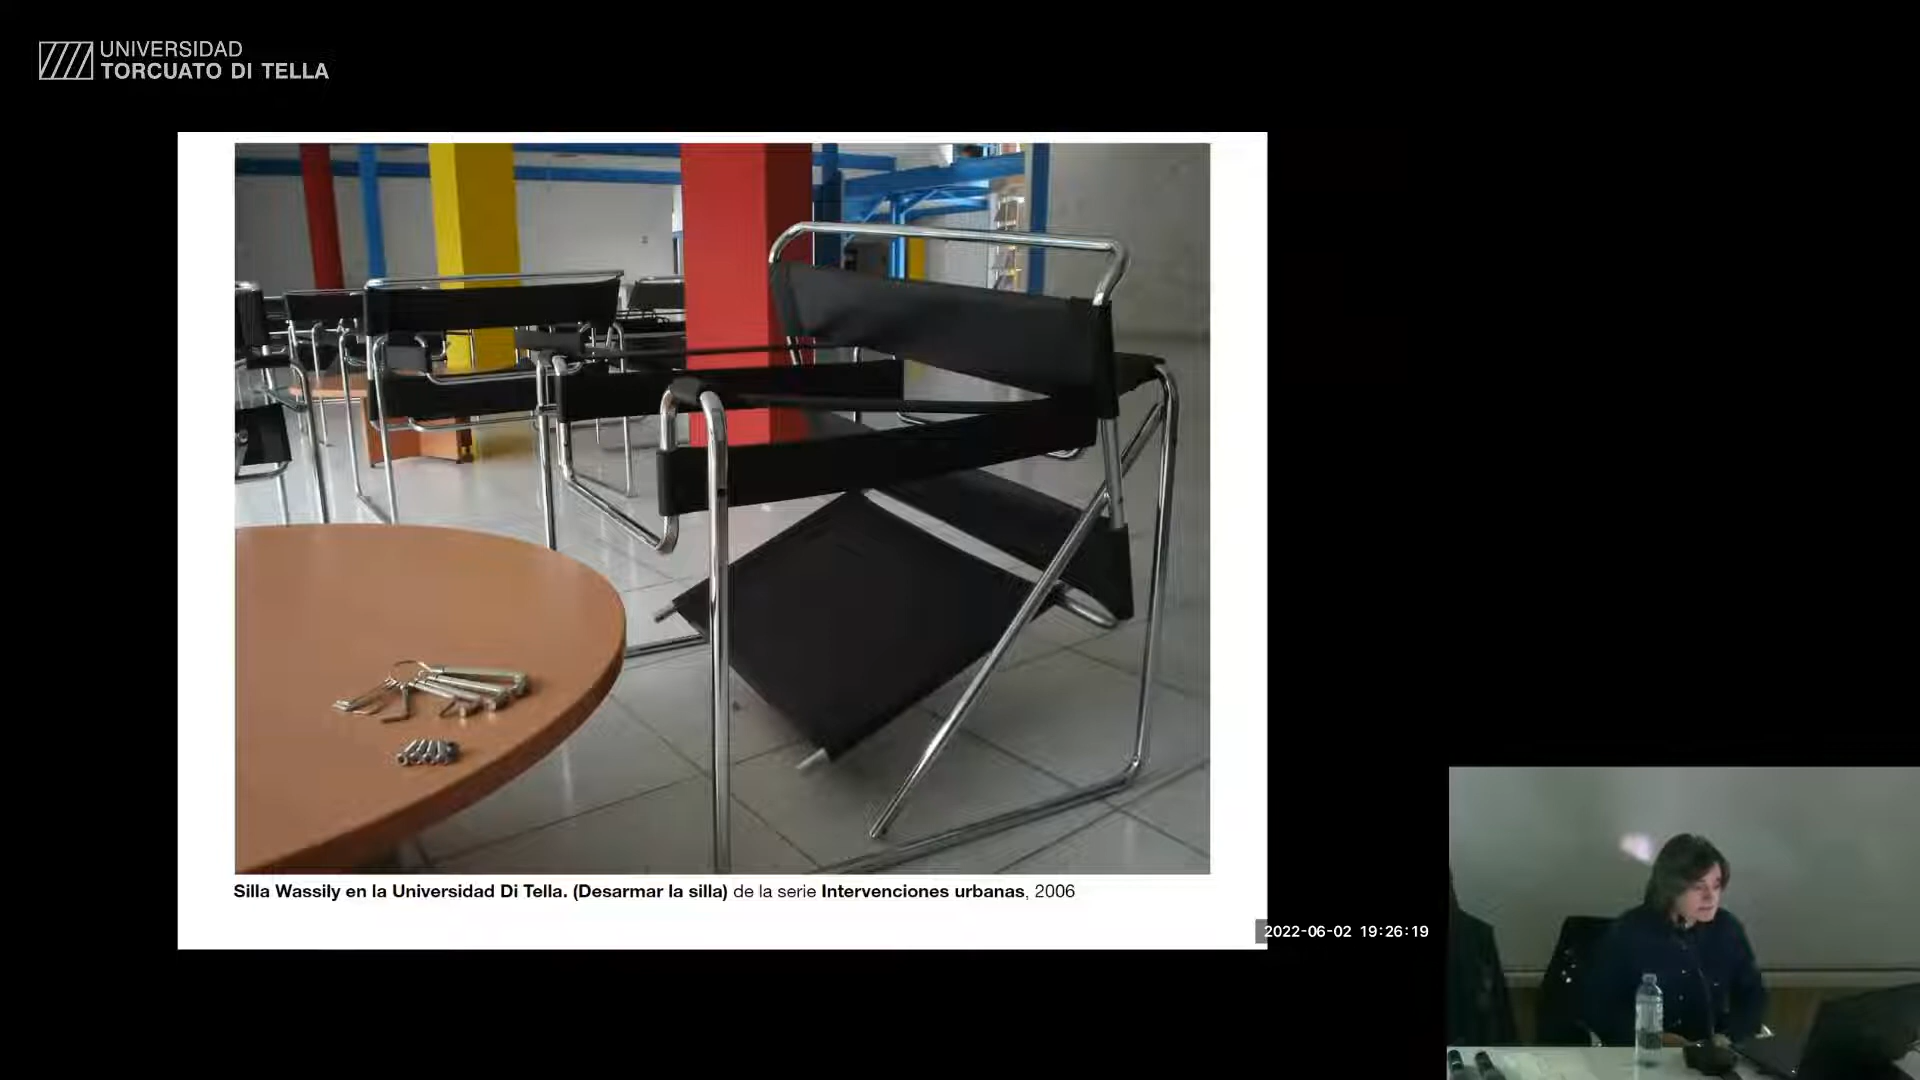 UNIVERSIDAD
TORCUATO DI TELLA
Silla Wassily en la Universidad Di Tella. (Desarmar la silla) de la serie Intervenciones urbanas, 2006
2022-06-02 19:26:19